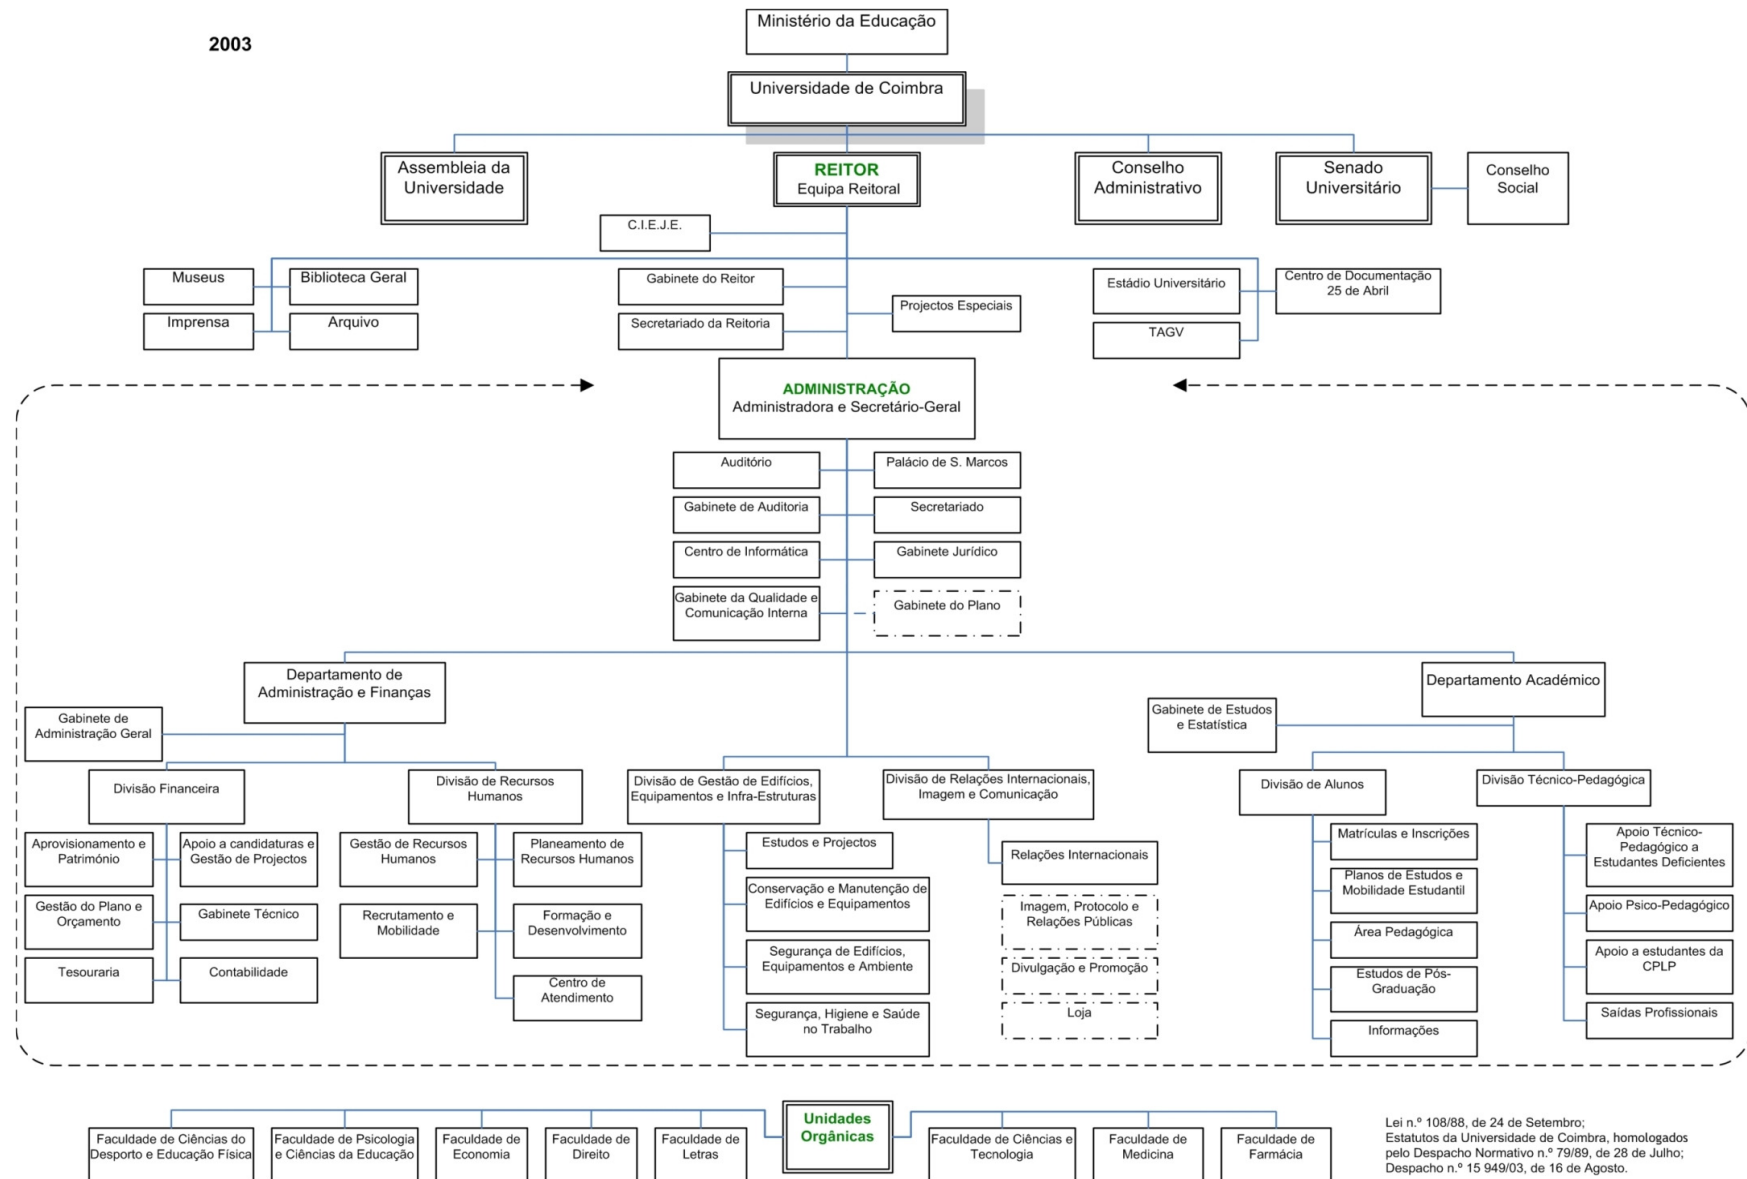 2003
Ministério da Educação
Universidade de Coimbra
Assembleia da
Universidade
REITOR
Equipa Reitoral
Conselho
Administrativo
Senado
Universitário
Conselho
Social
C.I.E.J.E.
Museus
Biblioteca Geral
Imprensa
Arquivo
Gabinete do Reitor
Secretariado da Reitoria
Projectos Especiais
Estádio Universitário
Centro de Documentação
25 de Abril
TAGV
ADMINISTRAÇÃO
Administradora e Secretário-Geral
Auditório
Palácio de S. Marcos
Gabinete de Auditoria
Secretariado
Centro de Informática
Gabinete Jurídico
Gabinete da Qualidade e
Comunicação Interna
Gabinete do Plano
Departamento de
Administração e Finanças
Departamento Académico
Gabinete de
Administração Geral
Gabinete de Estudos
e Estatística
Divisão Financeira
Divisão de Recursos
Humanos
Divisão de Gestão de Edifícios,
Equipamentos e Infra-Estruturas
Divisão de Relações Internacionais,
Imagem e Comunicação
Divisão de Alunos
Divisão Técnico-Pedagógica
Aprovisionamento e
Património
Apoio a candidaturas e
Gestão de Projectos
Gestão do Plano e
Orçamento
Gabinete Técnico
Tesouraria
Contabilidade
Gestão de Recursos
Humanos
Planeamento de
Recursos Humanos
Recrutamento e
Mobilidade
Formação e
Desenvolvimento
Centro de
Atendimento
Estudos e Projectos
Conservação e Manutenção de
Edifícios e Equipamentos
Segurança de Edifícios,
Equipamentos e Ambiente
Segurança, Higiene e Saúde
no Trabalho
Relações Internacionais
Imagem, Protocolo e
Relações Públicas
Divulgação e Promoção
Loja
Matrículas e Inscrições
Planos de Estudos e
Mobilidade Estudantil
Área Pedagógica
Estudos de Pós-
Graduação
Informações
Apoio Técnico-
Pedagógico a
Estudantes Deficientes
Apoio Psico-Pedagógico
Apoio a estudantes da
CPLP
Saídas Profissionais
Unidades
Orgânicas
Faculdade de Ciências do
Desporto e Educação Física
Faculdade de Psicologia
e Ciências da Educação
Faculdade de
Economia
Faculdade de
Direito
Faculdade de
Letras
Faculdade de Ciências e
Tecnologia
Faculdade de
Medicina
Faculdade de
Farmácia
Lei n.º 108/88, de 24 de Setembro;
Estatutos da Universidade de Coimbra, homologados
pelo Despacho Normativo n.º 79/89, de 28 de Julho;
Despacho n.º 15 949/03, de 16 de Agosto.